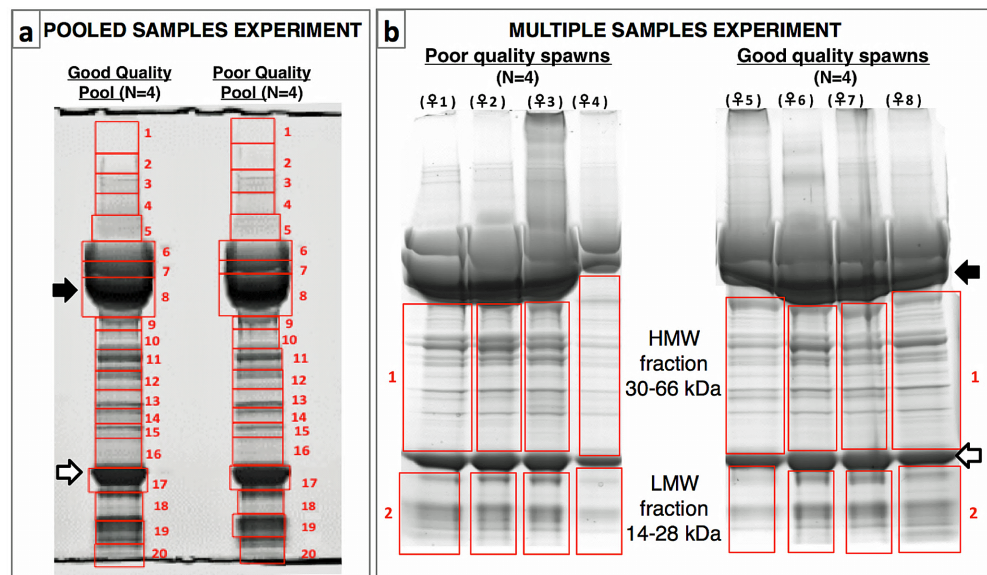 a POOLED SAMPLES EXPERIMENT
Good Quality
Pool (N=4)
Poor Quality
Pool (N=4)
1
2
3
4
5
6
7
8
9
10
11
12
13
14
15
16
17
18
19
20
1
2
3
4
5
6
7
8
9
10
11
12
13
14
15
16
17
18
19
20
b MULTIPLE SAMPLES EXPERIMENT
Poor quality spawns
(N=4)
(♀1) (♀2) (♀3) (♀4)
Good quality spawns
(N=4)
(♀5) (♀6) (♀7) (♀8)
1
HMW
fraction
30-66 kDa
1
2
LMW
fraction
14-28 kDa
2